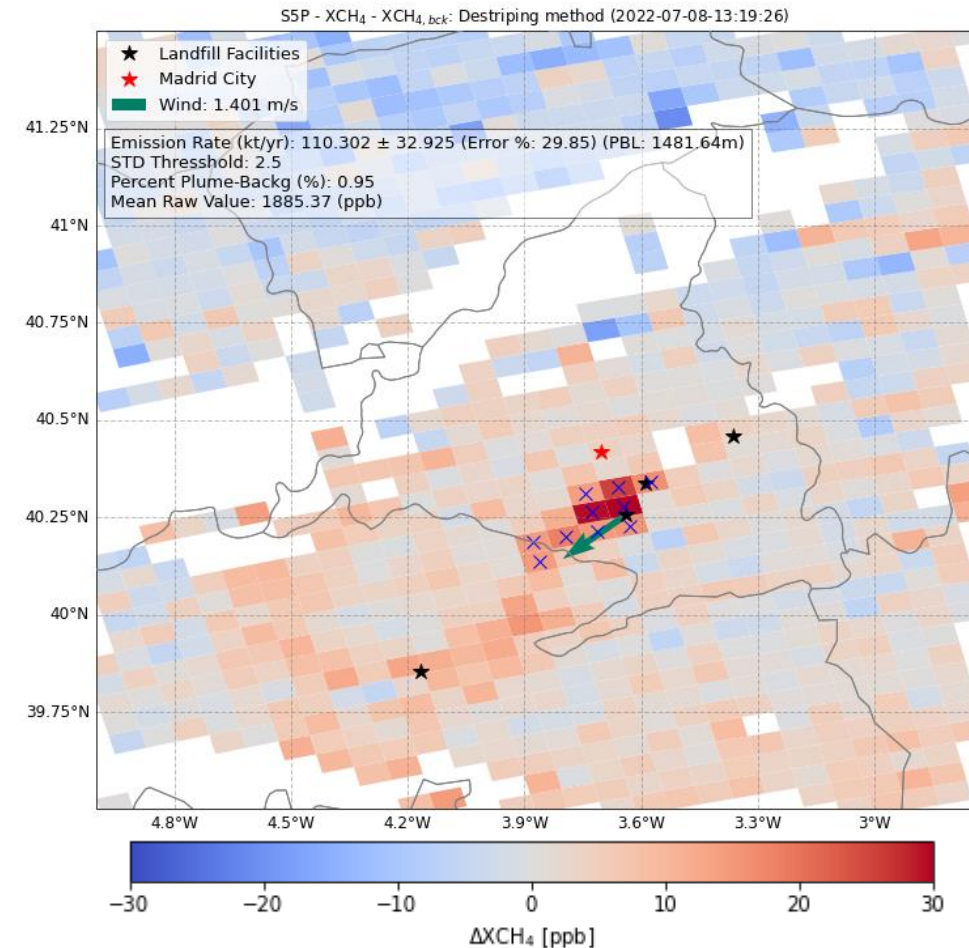 S5P - XCH₄ - XCH₄,bck: Destriping method (2022-07-08-13:19:26)
Landfill Facilities
Madrid City
Wind: 1.401 m/s
Emission Rate (kt/yr): 110.302 ± 32.925 (Error %: 29.85) (PBL: 1481.64m)
STD Thresshold: 2.5
Percent Plume-Backg (%): 0.95
Mean Raw Value: 1885.37 (ppb)
41.25°N
41°N
40.75°N
40.5°N
40.25°N
40°N
39.75°N
4.8°W 4.5°W 4.2°W 3.9°W 3.6°W 3.3°W 3°W
−30 −20 −10 0 10 20 30
ΔXCH₄ [ppb]